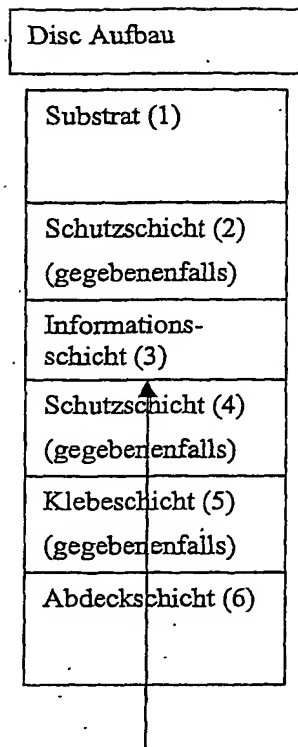 Disc Aufbau
Substrat (1)
Schutzschicht (2)
(gegebenenfalls)
Informations-
schicht (3)
Schutzschicht (4)
(gegebenenfalls)
Klebeschicht (5)
(gegebenenfalls)
Abdeckschicht (6)